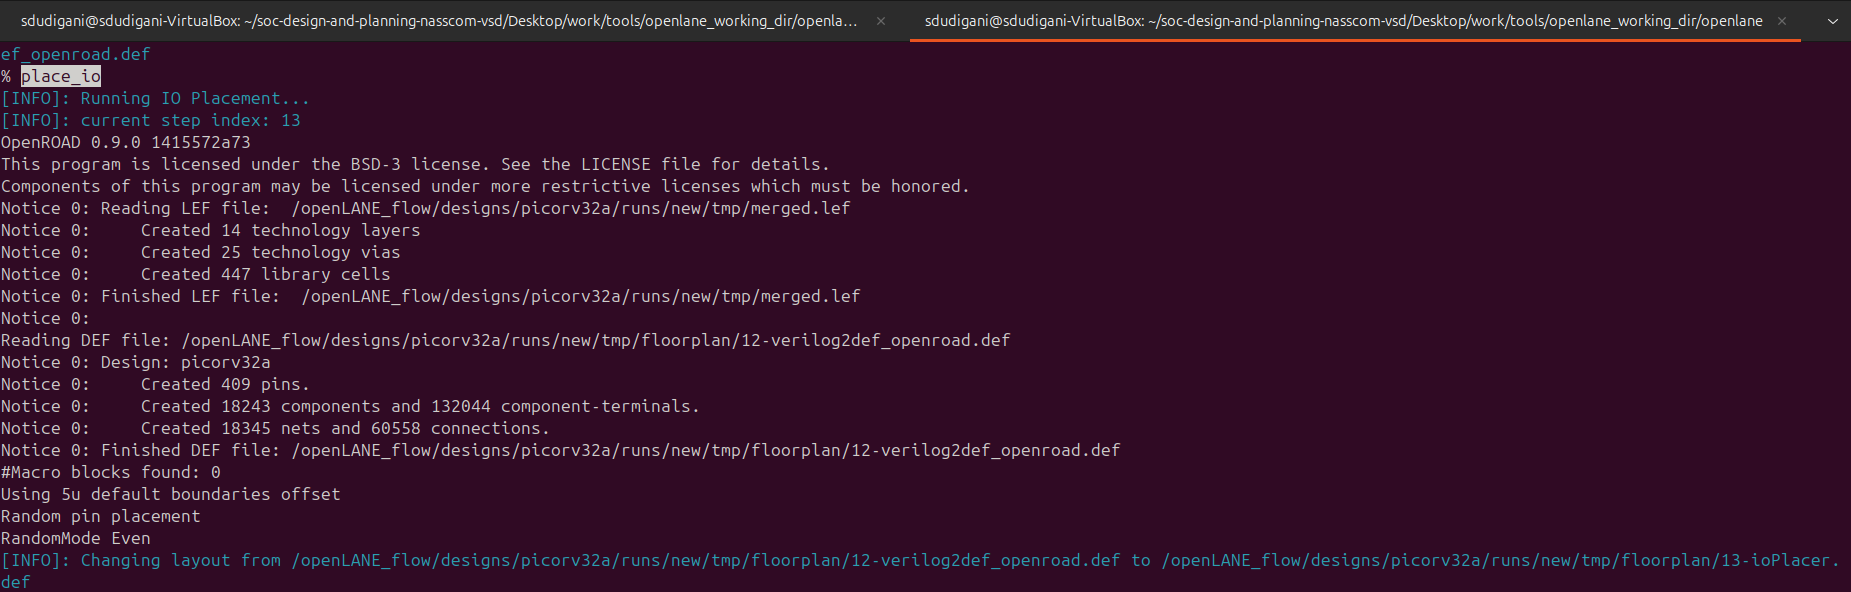 sdudigani@sdudigani-VirtualBox: ~/soc-design-and-planning-nasscom-vsd/Desktop/work/tools/openlane_working_dir/openla... × sdudigani@sdudigani-VirtualBox: ~/soc-design-and-planning-nasscom-vsd/Desktop/work/tools/openlane_working_dir/openlane ×
ef_openroad.def
% place_io
[INFO]: Running IO Placement...
[INFO]: current step index: 13
OpenROAD 0.9.0 1415572a73
This program is licensed under the BSD-3 license. See the LICENSE file for details.
Components of this program may be licensed under more restrictive licenses which must be honored.
Notice 0: Reading LEF file:  /openLANE_flow/designs/picorv32a/runs/new/tmp/merged.lef
Notice 0:     Created 14 technology layers
Notice 0:     Created 25 technology vias
Notice 0:     Created 447 library cells
Notice 0: Finished LEF file:  /openLANE_flow/designs/picorv32a/runs/new/tmp/merged.lef
Notice 0:
Reading DEF file: /openLANE_flow/designs/picorv32a/runs/new/tmp/floorplan/12-verilog2def_openroad.def
Notice 0: Design: picorv32a
Notice 0:     Created 409 pins.
Notice 0:     Created 18243 components and 132044 component-terminals.
Notice 0:     Created 18345 nets and 60558 connections.
Notice 0: Finished DEF file: /openLANE_flow/designs/picorv32a/runs/new/tmp/floorplan/12-verilog2def_openroad.def
#Macro blocks found: 0
Using 5u default boundaries offset
Random pin placement
RandomMode Even
[INFO]: Changing layout from /openLANE_flow/designs/picorv32a/runs/new/tmp/floorplan/12-verilog2def_openroad.def to /openLANE_flow/designs/picorv32a/runs/new/tmp/floorplan/13-ioPlacer.
def